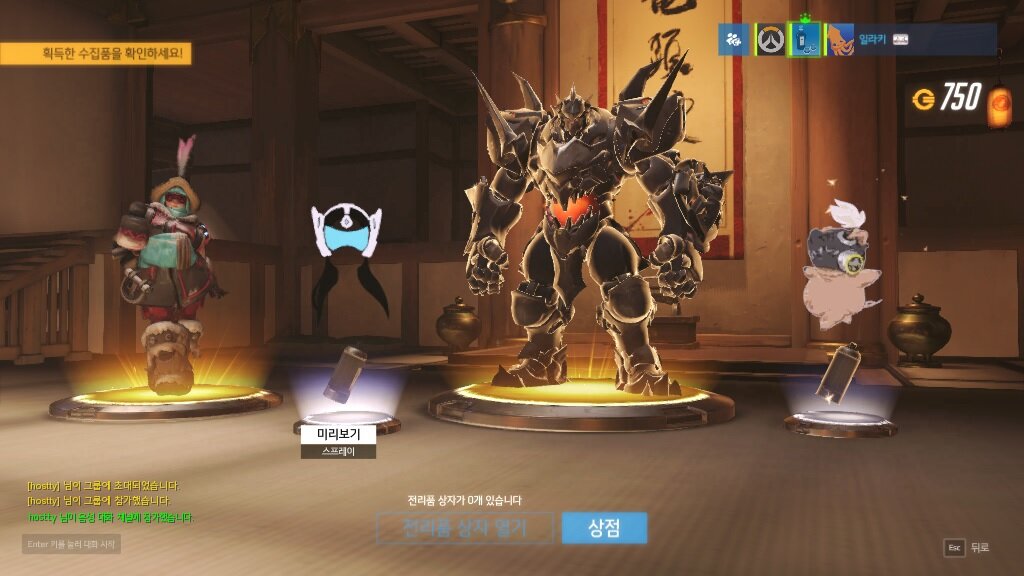 획득한 수집품을 확인하세요!
일라키
750
미리보기
스프레이
[hostty] 님이 그룹에 초대되었습니다.
[hostty] 님이 그룹에 참가했습니다.
hostty 님이 음성 대화 채널에 참가했습니다.
전리품 상자가 0개 있습니다
전리품 상자 열기
상점
Enter 키를 눌러 대화 시작
Esc 뒤로